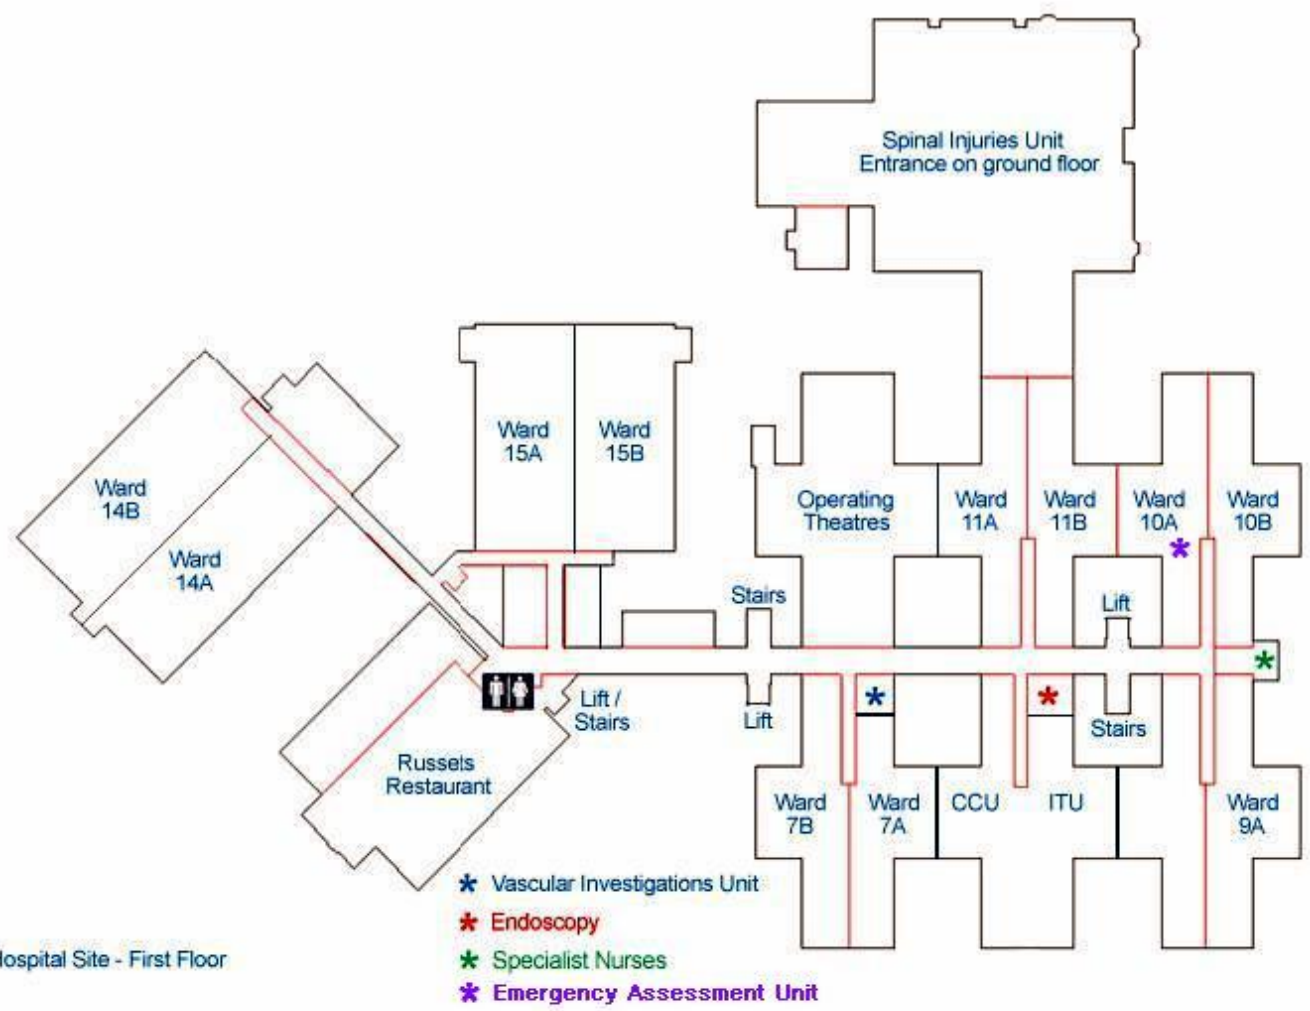 Spinal Injuries Unit
Entrance on ground floor
Ward
15A
Ward
15B
Ward
14B
Ward
14A
Operating
Theatres
Ward
11A
Ward
11B
Ward
10A
Ward
10B
Stairs
Lift
Lift /
Stairs
Lift
Stairs
Russels
Restaurant
Ward
7B
Ward
7A
CCU
ITU
Ward
9A
* Vascular Investigations Unit
* Endoscopy
* Specialist Nurses
* Emergency Assessment Unit
Site - First Floor